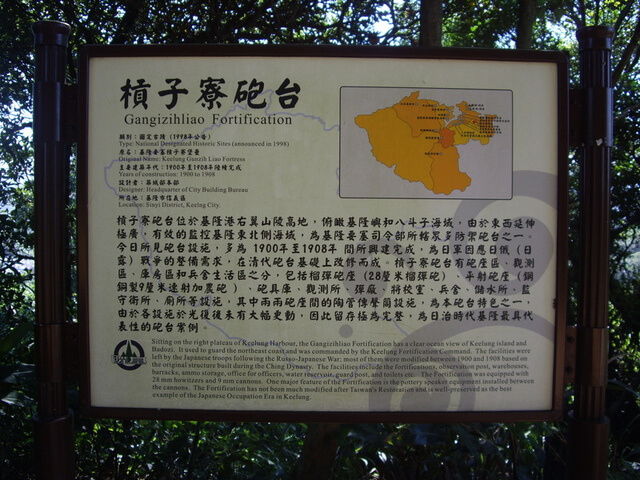 槓子寮砲台
Gangizihliao Fortification
類別：國定古蹟（1998年公告）
Type: National Designated Historic Sites (announced in 1998)
原名：基隆要塞槓子寮堡壘
Original Name: Keelung Gunzih Liao Fortress
主要建築年代：1900年至1908年陸續完成
Years of construction: 1900 to 1908
設計者：築城部本部
Designer: Headquarter of City Building Bureau
所在地：基隆市信義區
Location: Sinyi District, Keelng City.
槓子寮砲台位於基隆港右翼山陵高地，俯瞰基隆嶼和八斗子海域，由於東西延伸
極廣，有效的監控基隆東北側海域，為基隆要塞司令部所轄眾多防禦砲台之一。
今日所見砲台設施，多為 1900年至1908年 間所興建完成，為日軍因應日俄（日
露）戰爭的整備需求，在清代砲台基礎上改修而成。槓子寮砲台有砲座區、觀測
區、庫房區和兵舍生活區之分，包括榴彈砲座（28釐米榴彈砲）、平射砲座（鋼
銅製9釐米速射加農砲）、砲具庫、觀測所、彈廠、將校室、兵舍、儲水所、監
守衛所、廁所等設施，其中兩兩砲座間的陶管傳聲筒設施，為本砲台特色之一，
由於各設施於光復後未有大幅更動，因此留存極為完整，為日治時代基隆最具代
表性的砲台案例。
Sitting on the right plateau of Keelung Harbour, the Gangizihliao Fortification has a clear ocean view of Keelung island and
Badozi. It used to guard the northeast coast and was commanded by the Keelung Fortification Command. The facilities were
left by the Japanese troops following the Russo-Japanese War; most of them were modified between 1900 and 1908 based on
the original structure built during the Ching Dynasty. The facilities include the fortifications, observation post, warehouses,
barracks, ammo storage, office for officers, water reservoir, guard post, and toilets etc. The Fortification was equipped with
28 mm howitzers and 9 mm cannons. One major feature of the Fortification is the pottery speaker equipment installed between
the cannons. The Fortification has not been much modified after Taiwan's Restoration and is well-preserved as the best
example of the Japanese Occupation Era in Keelung.